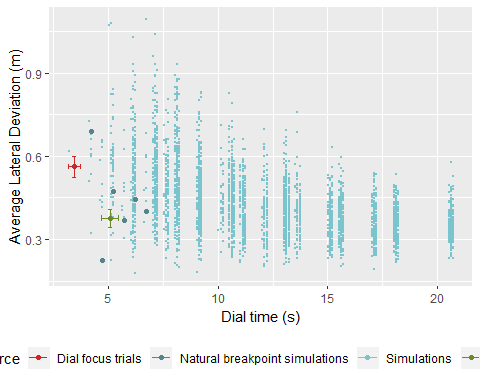 Average Lateral Deviation (m)
0.9
0.6
0.3
5 10 15 20
Dial time (s)
rce Dial focus trials Natural breakpoint simulations Simulations